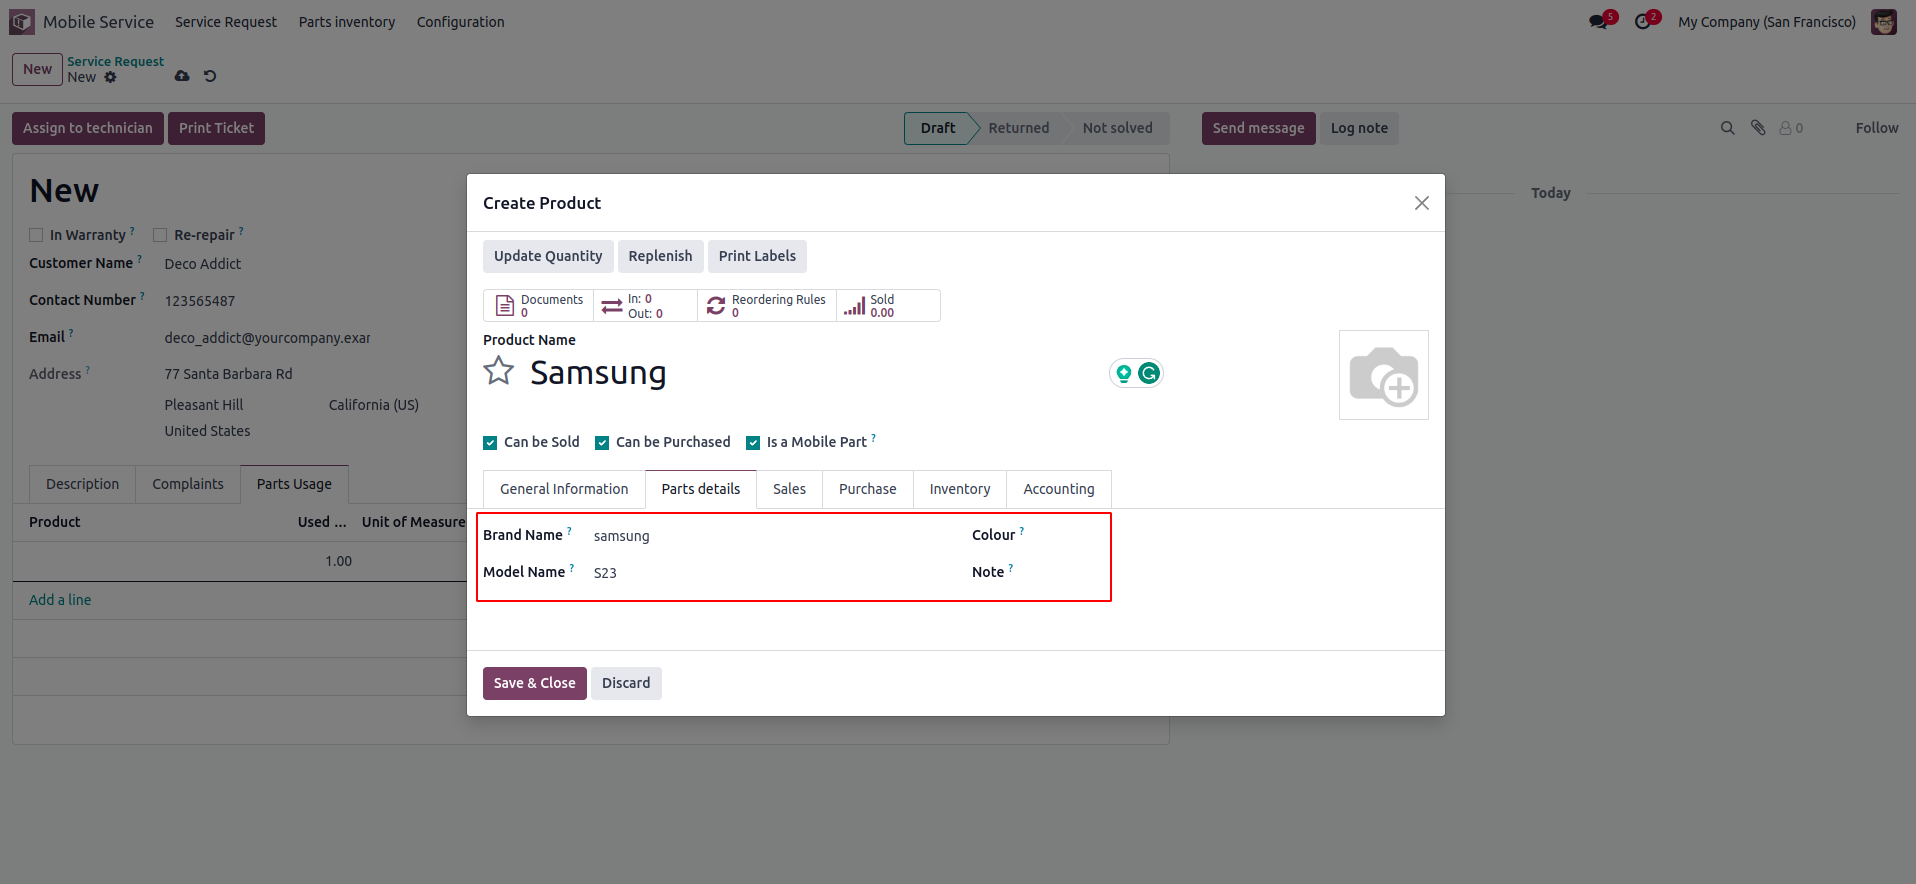 Mobile Service Service Request Parts inventory Configuration 5 2 My Company (San Francisco)
New Service Request
New
Assign to technician Print Ticket Draft Returned Not solved Send message Log note 0 Follow
New
Today
In Warranty ? Re-repair ?
Customer Name ? Deco Addict
Contact Number ? 123565487
Email ? deco_addict@yourcompany.exar
Address ? 77 Santa Barbara Rd
Pleasant Hill California (US)
United States
Description Complaints Parts Usage
Product Used ... Unit of Measure
1.00
Add a line
Create Product
Update Quantity Replenish Print Labels
Documents 0 In: 0 Out: 0 Reordering Rules 0 Sold 0.00
Product Name
Samsung
Can be Sold Can be Purchased Is a Mobile Part ?
General Information Parts details Sales Purchase Inventory Accounting
Brand Name ? samsung Colour ?
Model Name ? S23 Note ?
Save & Close Discard